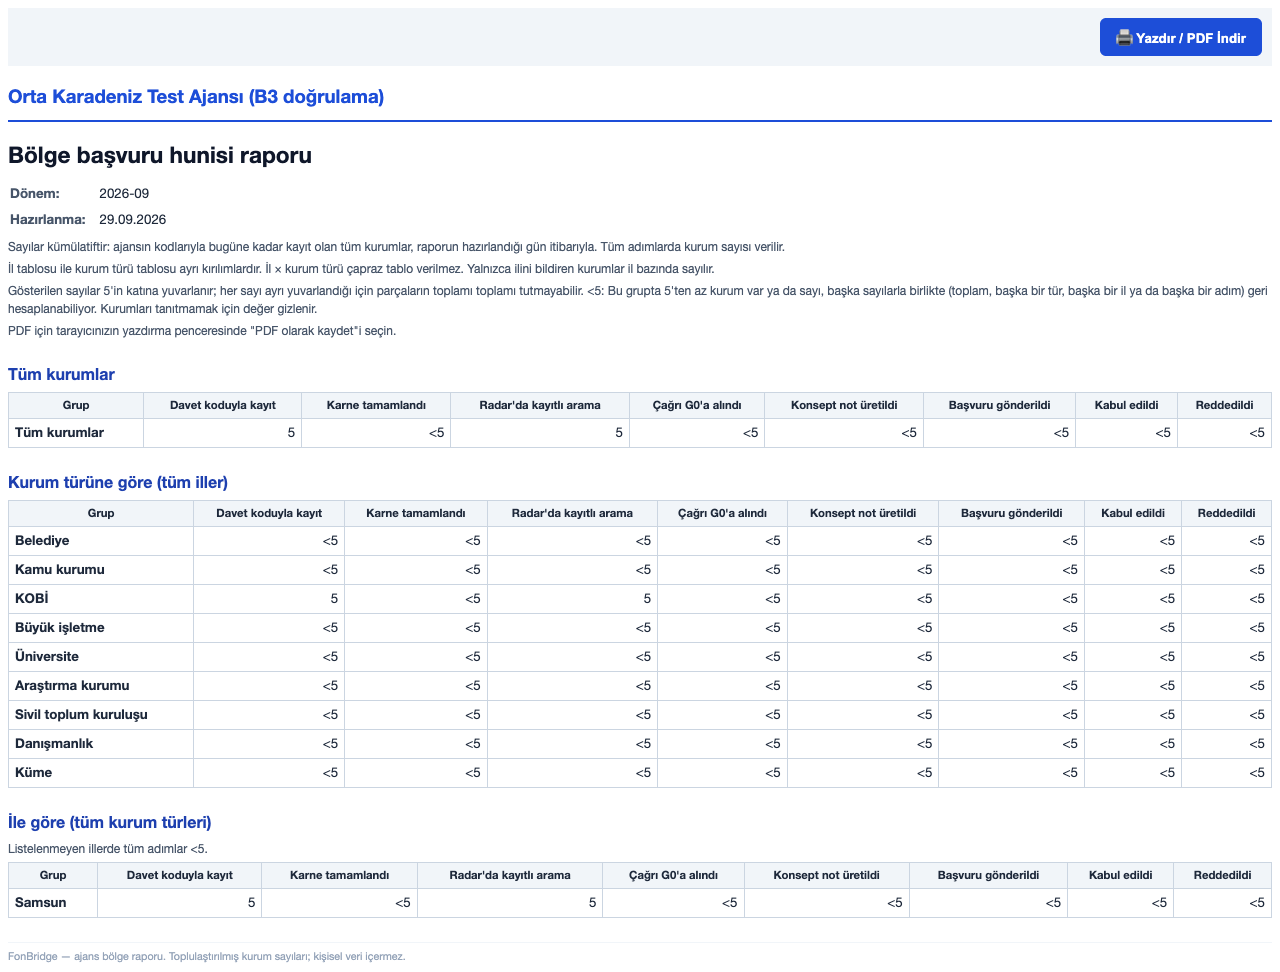 Yazdır / PDF İndir
Orta Karadeniz Test Ajansı (B3 doğrulama)
Bölge başvuru hunisi raporu
Dönem: 2026-09
Hazırlanma: 29.09.2026
Sayılar kümülatiftir: ajansın kodlarıyla bugüne kadar kayıt olan tüm kurumlar, raporun hazırlandığı gün itibarıyla. Tüm adımlarda kurum sayısı verilir.
İl tablosu ile kurum türü tablosu ayrı kırılımlardır. İl × kurum türü çapraz tablo verilmez. Yalnızca ilini bildiren kurumlar il bazında sayılır.
Gösterilen sayılar 5'in katına yuvarlanır; her sayı ayrı yuvarlandığı için parçaların toplamı toplamı tutmayabilir. <5: Bu grupta 5'ten az kurum var ya da sayı, başka sayılarla birlikte (toplam, başka bir tür, başka bir il ya da başka bir adım) geri
hesaplanabiliyor. Kurumları tanıtmamak için değer gizlenir.
PDF için tarayıcınızın yazdırma penceresinde "PDF olarak kaydet"i seçin.
Tüm kurumlar
Grup Davet koduyla kayıt Karne tamamlandı Radar'da kayıtlı arama Çağrı G0'a alındı Konsept not üretildi Başvuru gönderildi Kabul edildi Reddedildi
Tüm kurumlar 5 <5 5 <5 <5 <5 <5 <5
Kurum türüne göre (tüm iller)
Grup Davet koduyla kayıt Karne tamamlandı Radar'da kayıtlı arama Çağrı G0'a alındı Konsept not üretildi Başvuru gönderildi Kabul edildi Reddedildi
Belediye <5 <5 <5 <5 <5 <5 <5 <5
Kamu kurumu <5 <5 <5 <5 <5 <5 <5 <5
KOBİ 5 <5 5 <5 <5 <5 <5 <5
Büyük işletme <5 <5 <5 <5 <5 <5 <5 <5
Üniversite <5 <5 <5 <5 <5 <5 <5 <5
Araştırma kurumu <5 <5 <5 <5 <5 <5 <5 <5
Sivil toplum kuruluşu <5 <5 <5 <5 <5 <5 <5 <5
Danışmanlık <5 <5 <5 <5 <5 <5 <5 <5
Küme <5 <5 <5 <5 <5 <5 <5 <5
İle göre (tüm kurum türleri)
Listelenmeyen illerde tüm adımlar <5.
Grup Davet koduyla kayıt Karne tamamlandı Radar'da kayıtlı arama Çağrı G0'a alındı Konsept not üretildi Başvuru gönderildi Kabul edildi Reddedildi
Samsun 5 <5 5 <5 <5 <5 <5 <5
FonBridge — ajans bölge raporu. Toplulaştırılmış kurum sayıları; kişisel veri içermez.